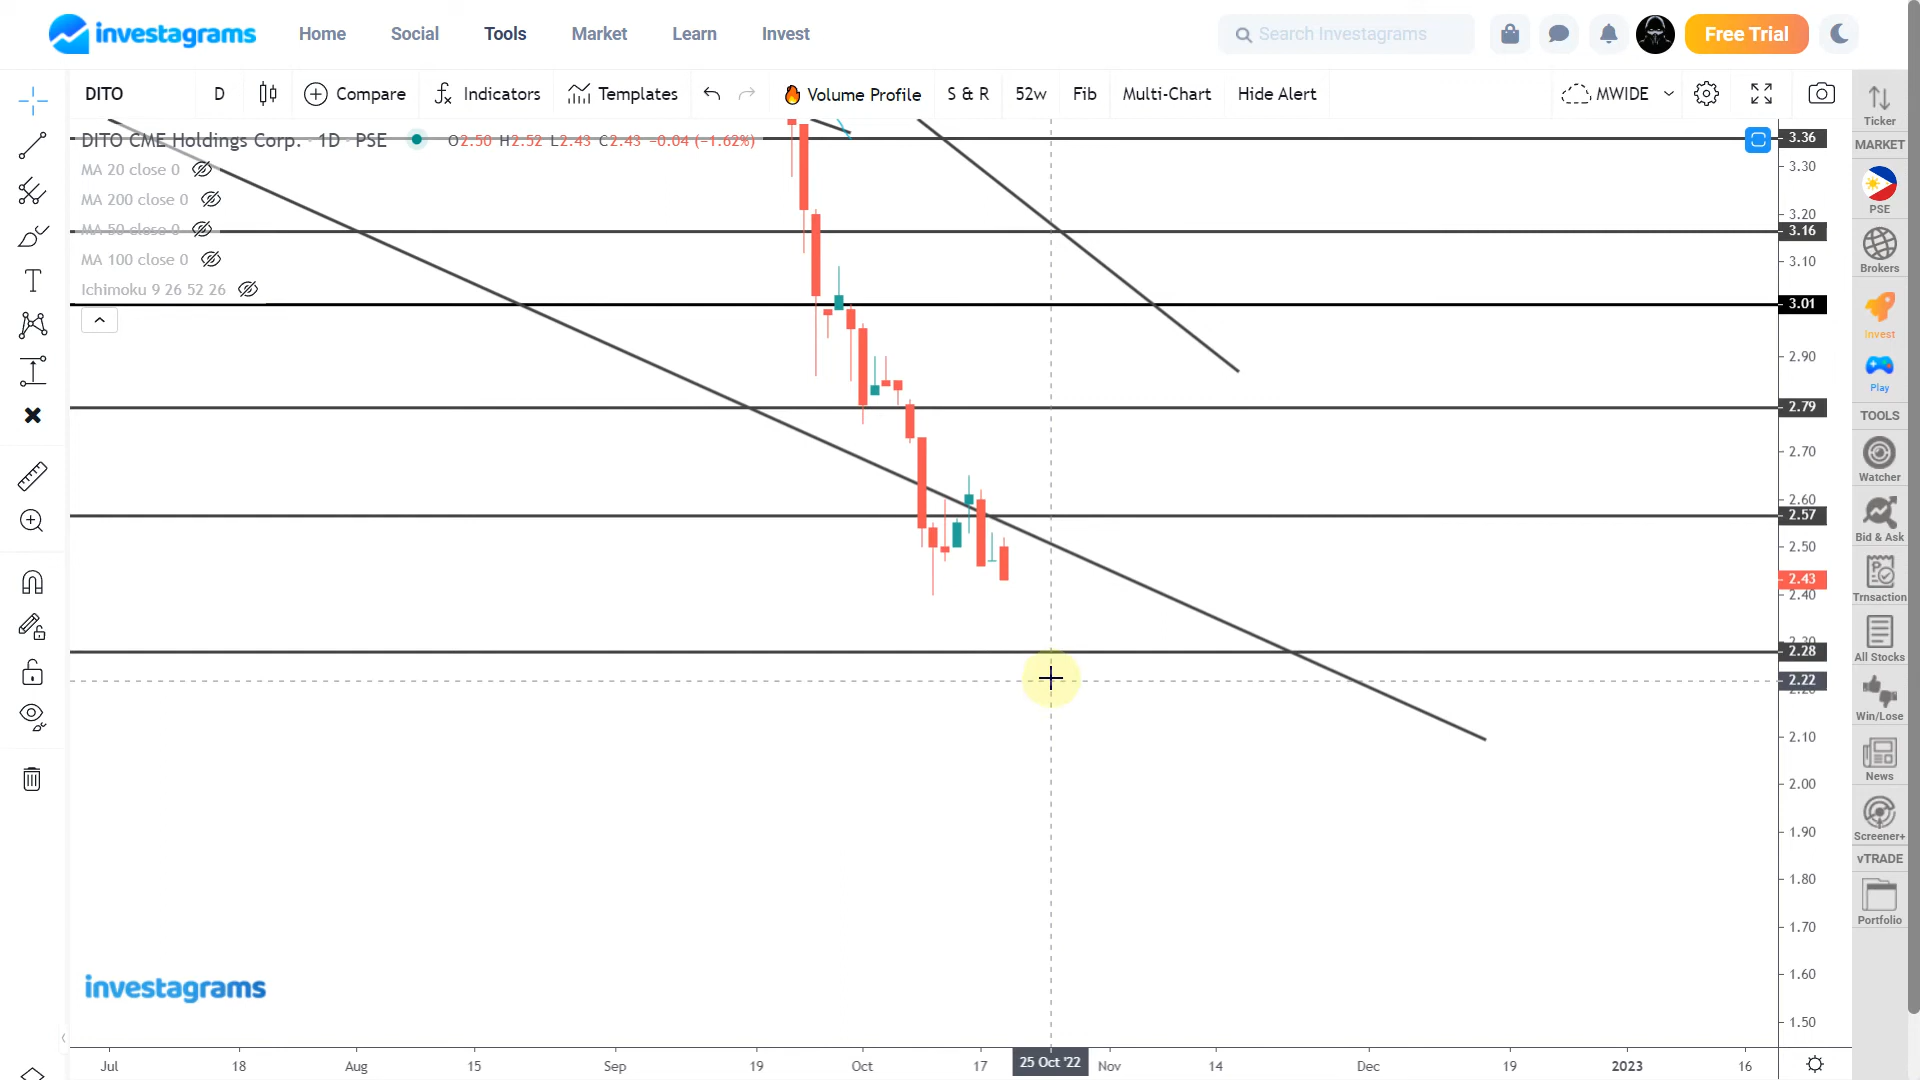 investagrams Home Social Tools Market Learn Invest Search Investagrams Free Trial
DITO D Compare Indicators Templates Volume Profile S & R 52w Fib Multi-Chart Hide Alert MWIDE
DITO CME Holdings Corp. · 1D · PSE O2.50 H2.52 L2.43 C2.43 −0.04 (−1.62%)
MA 20 close 0
MA 200 close 0
MA 50 close 0
MA 100 close 0
Ichimoku 9 26 52 26
3.36
3.30
3.20
3.16
3.10
3.01
2.90
2.79
2.70
2.60
2.57
2.50
2.43
2.40
2.30
2.28
2.22
2.20
2.10
2.00
1.90
1.80
1.70
1.60
1.50
Ticker
MARKET
PSE
Brokers
Invest
Play
TOOLS
Watcher
Bid & Ask
Trnsaction
All Stocks
Win/Lose
News
Screener+
vTRADE
Portfolio
investagrams
Jul 18 Aug 15 Sep 19 Oct 17 25 Oct '22 Nov 14 Dec 19 2023 16